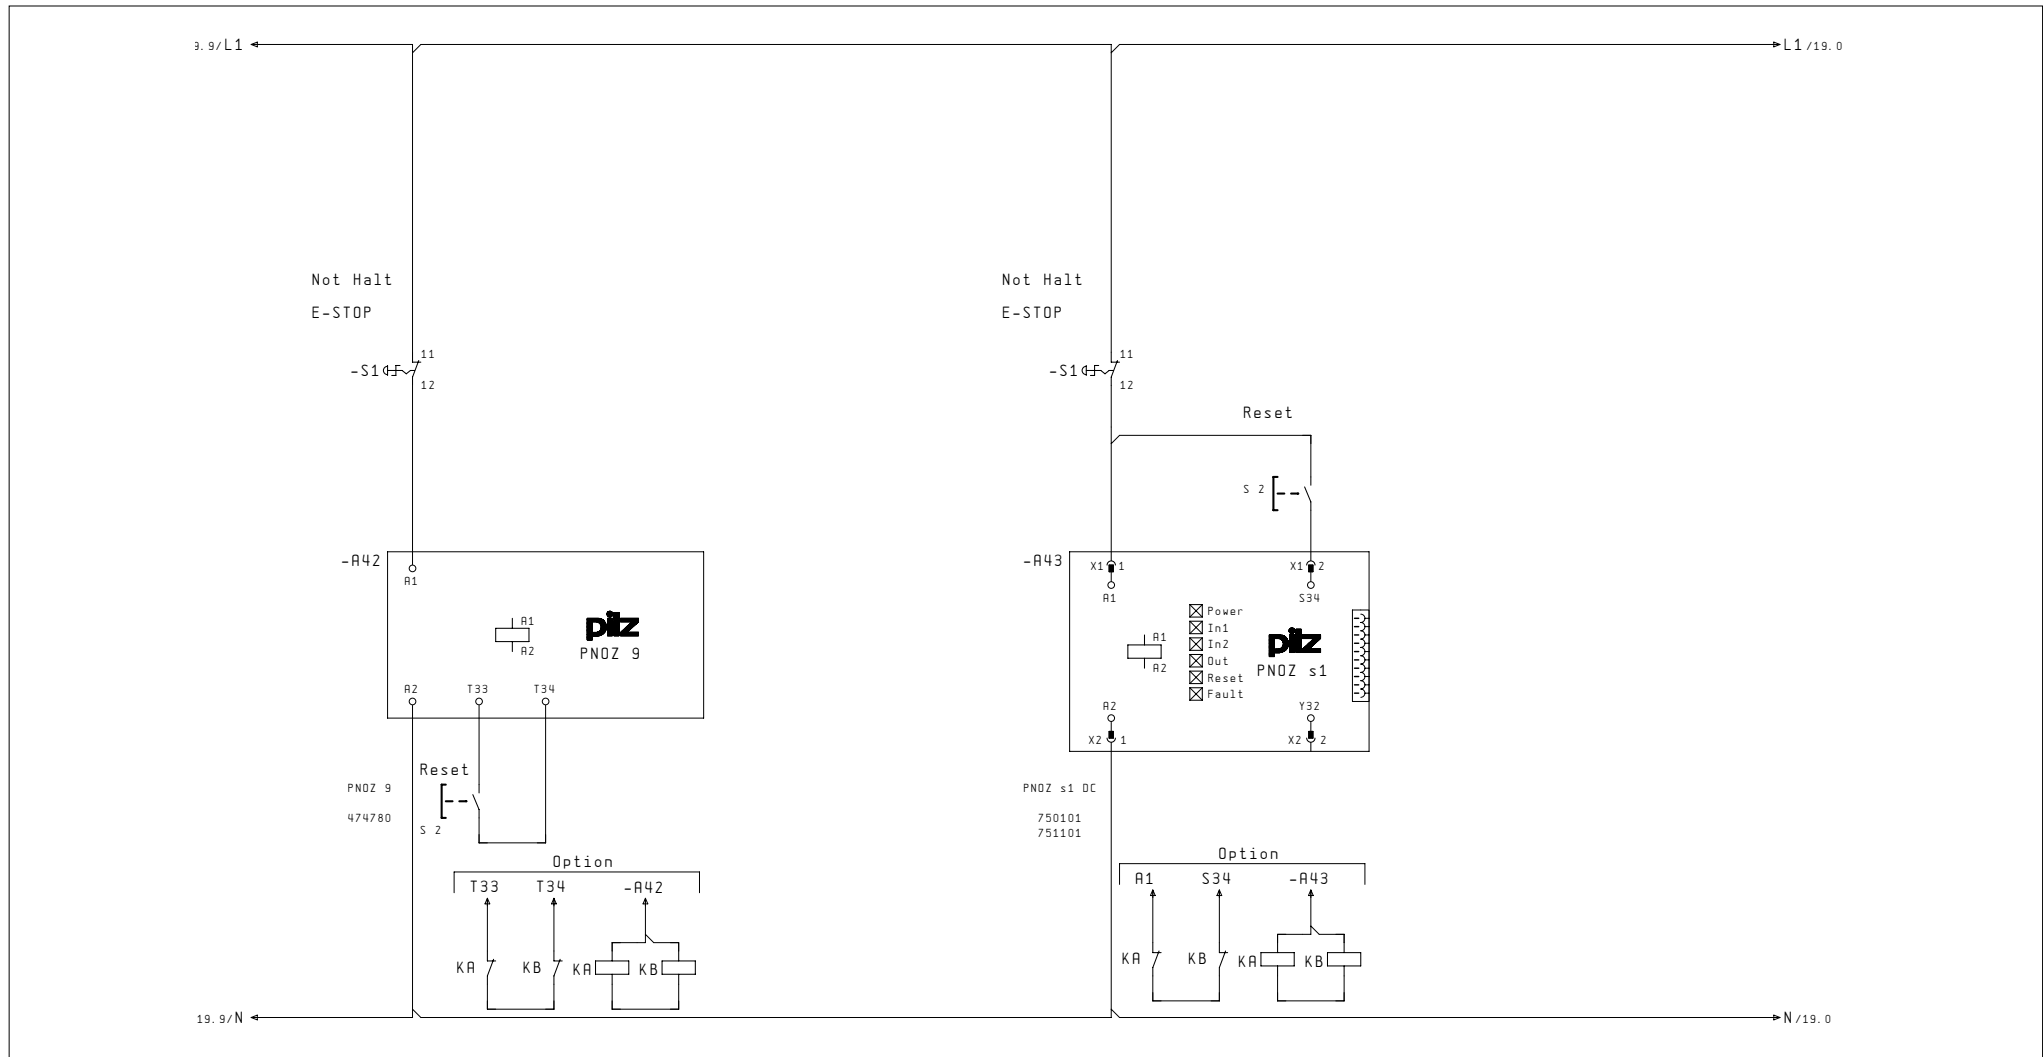 9.9/L1
L1/19.0
Not Halt
E-STOP
-S1
11
12
Not Halt
E-STOP
-S1
11
12
Reset
S 2
-A42
A1
A1
A2
pilz
PNOZ 9
A2
T33
T34
-A43
X1 1
X1 2
A1
S34
Power
In1
In2
Out
Reset
Fault
A1
A2
pilz
PNOZ s1
A2
Y32
X2 1
X2 2
Reset
PNOZ 9
474780
S 2
PNOZ s1 DC
750101
751101
Option
T33 T34 -A42
KA KB KA KB
Option
A1 S34 -A43
KA KB KA KB
19.9/N
N/19.0